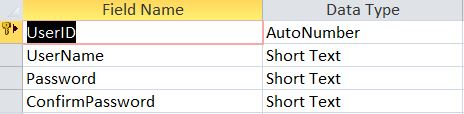 Field Name Data Type
UserID AutoNumber
UserName Short Text
Password Short Text
ConfirmPassword Short Text